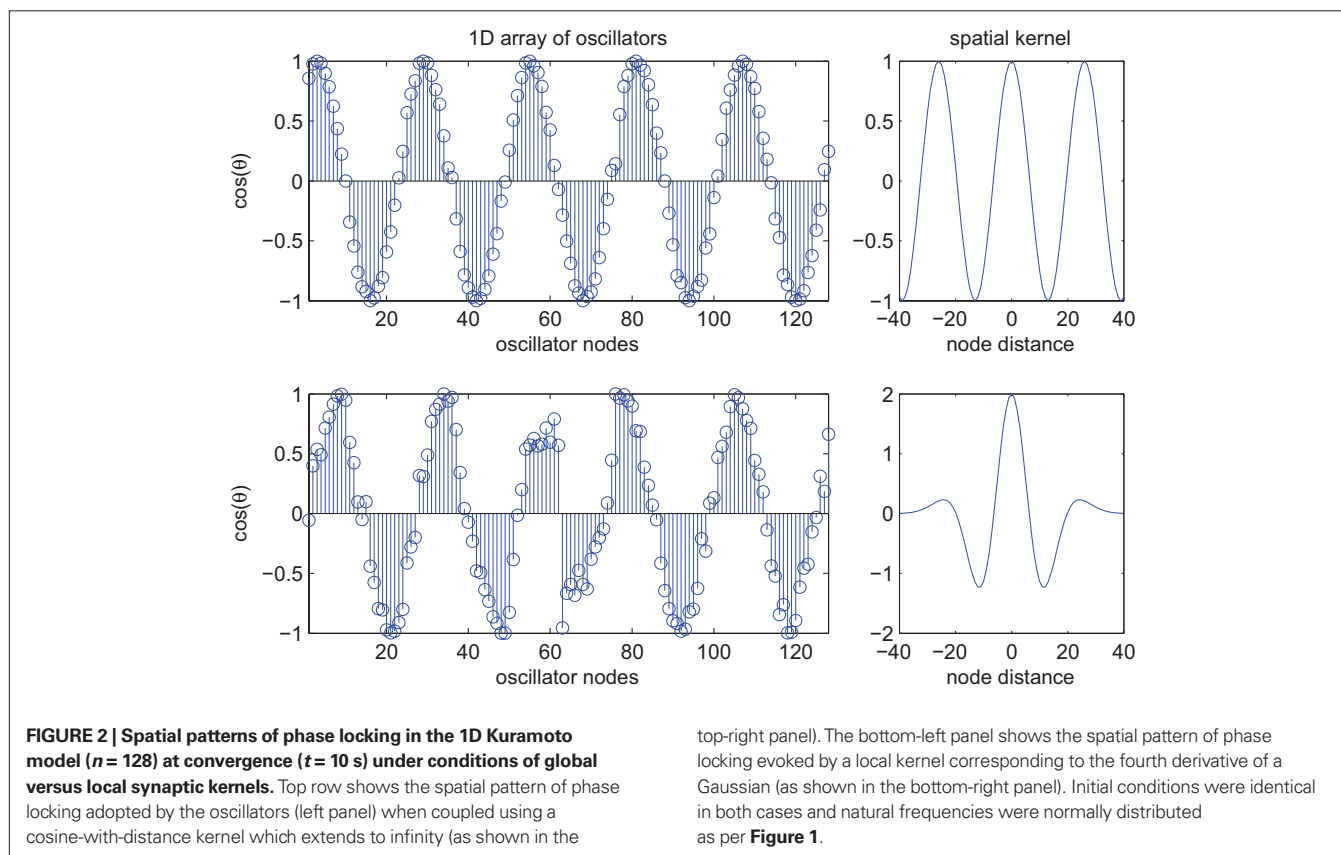 1D array of oscillators
spatial kernel
1
0.5
0
−0.5
−1
cos(θ)
20
40
60
80
100
120
oscillator nodes
1
0.5
0
−0.5
−1
−40
−20
0
20
40
node distance
1
0.5
0
−0.5
−1
cos(θ)
20
40
60
80
100
120
oscillator nodes
2
1
0
−1
−2
−40
−20
0
20
40
node distance
FIGURE 2 | Spatial patterns of phase locking in the 1D Kuramoto
model (n = 128) at convergence (t = 10 s) under conditions of global
versus local synaptic kernels. Top row shows the spatial pattern of phase
locking adopted by the oscillators (left panel) when coupled using a
cosine-with-distance kernel which extends to infinity (as shown in the
top-right panel). The bottom-left panel shows the spatial pattern of phase
locking evoked by a local kernel corresponding to the fourth derivative of a
Gaussian (as shown in the bottom-right panel). Initial conditions were identical
in both cases and natural frequencies were normally distributed
as per Figure 1.